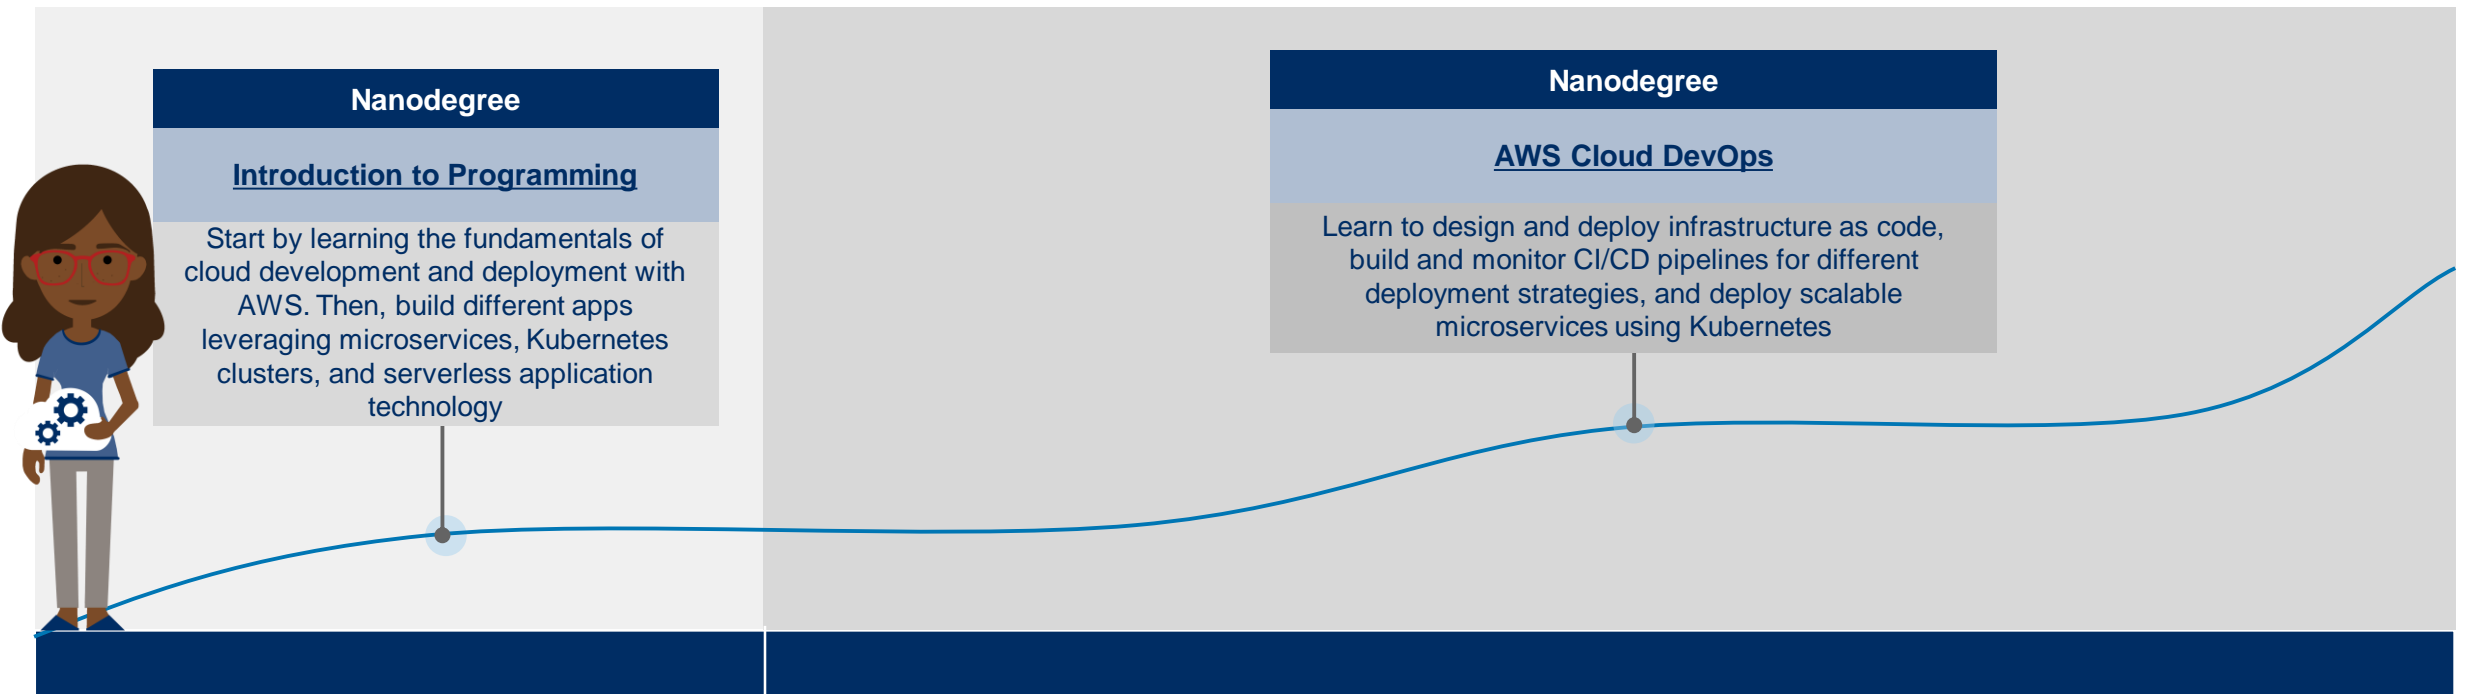 Nanodegree
Introduction to Programming
Start by learning the fundamentals of
cloud development and deployment with
AWS. Then, build different apps
leveraging microservices, Kubernetes
clusters, and serverless application
technology
Nanodegree
AWS Cloud DevOps
Learn to design and deploy infrastructure as code,
build and monitor CI/CD pipelines for different
deployment strategies, and deploy scalable
microservices using Kubernetes